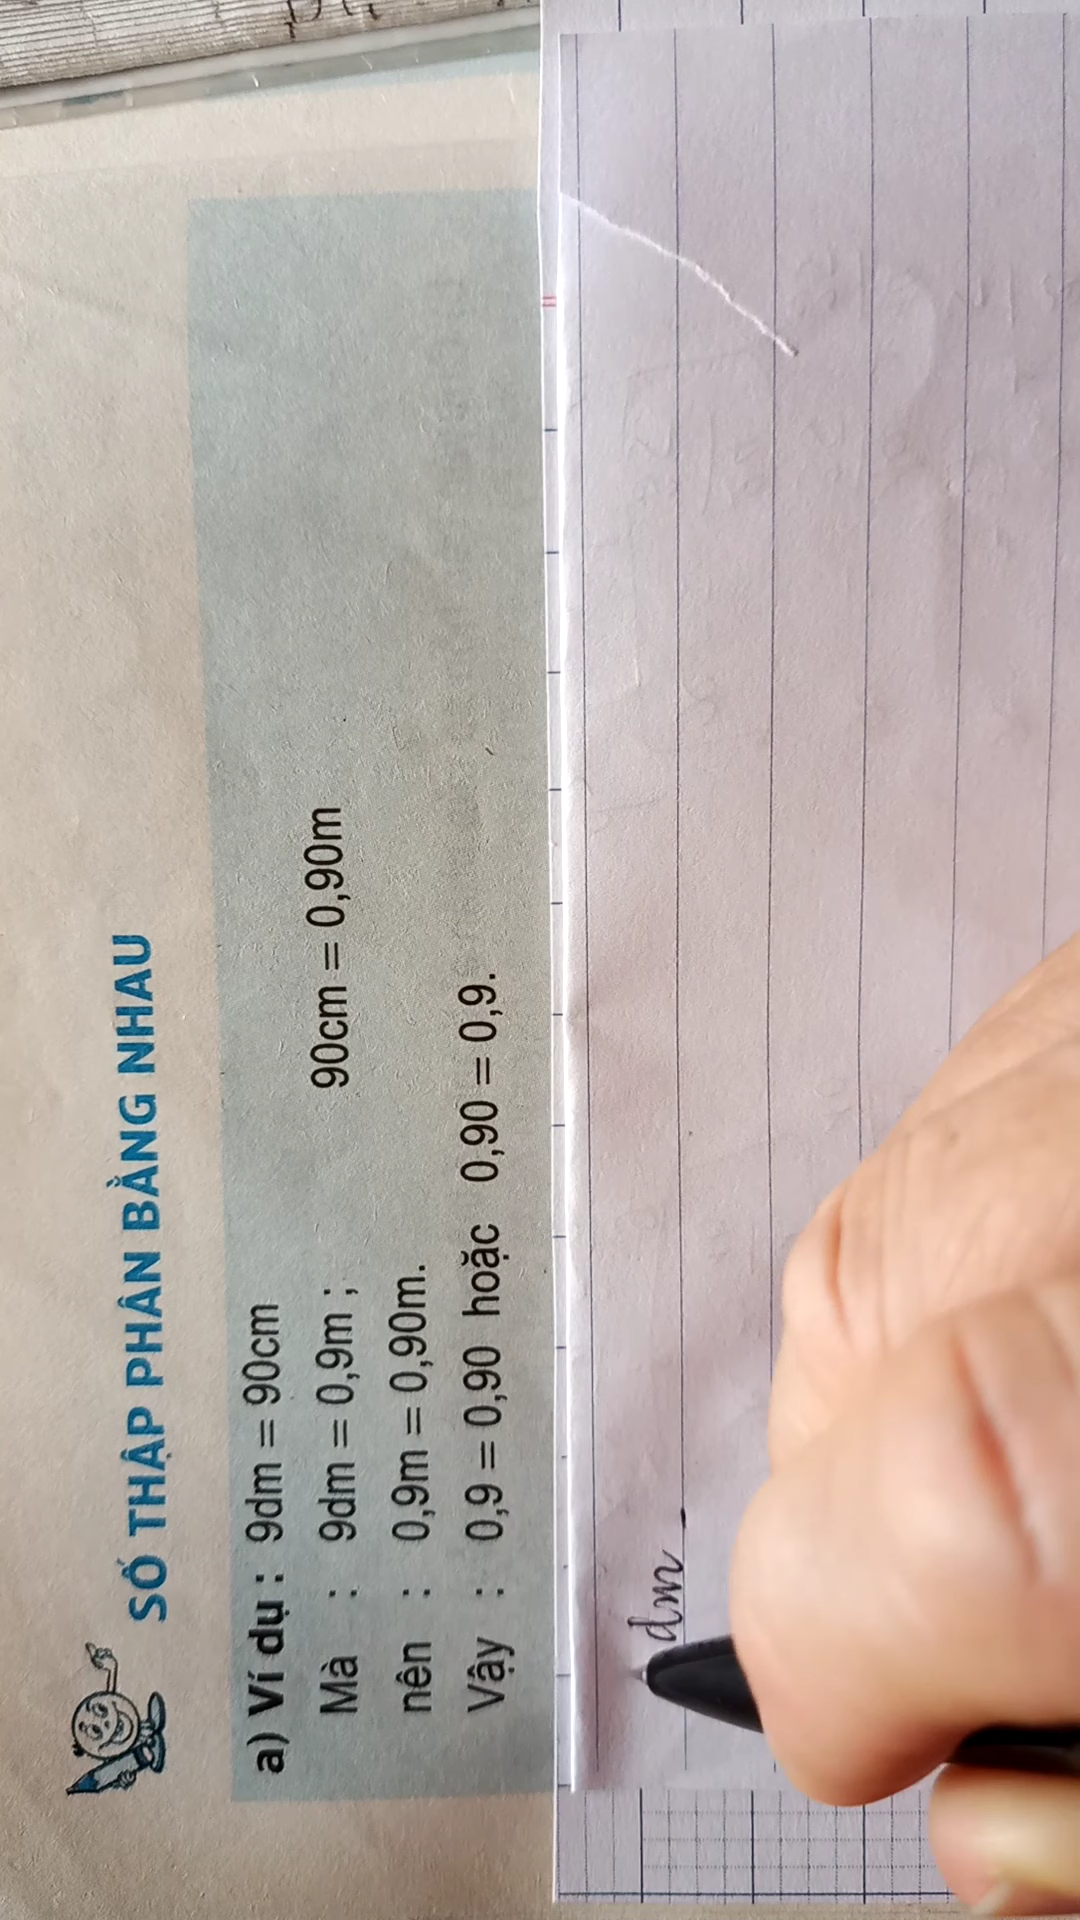 SỐ THẬP PHÂN BẰNG NHAU
a) Ví dụ : 9dm = 90cm
Mà : 9dm = 0,9m ; 90cm = 0,90m
nên : 0,9m = 0,90m.
Vậy : 0,9 = 0,90 hoặc 0,90 = 0,9.
dm